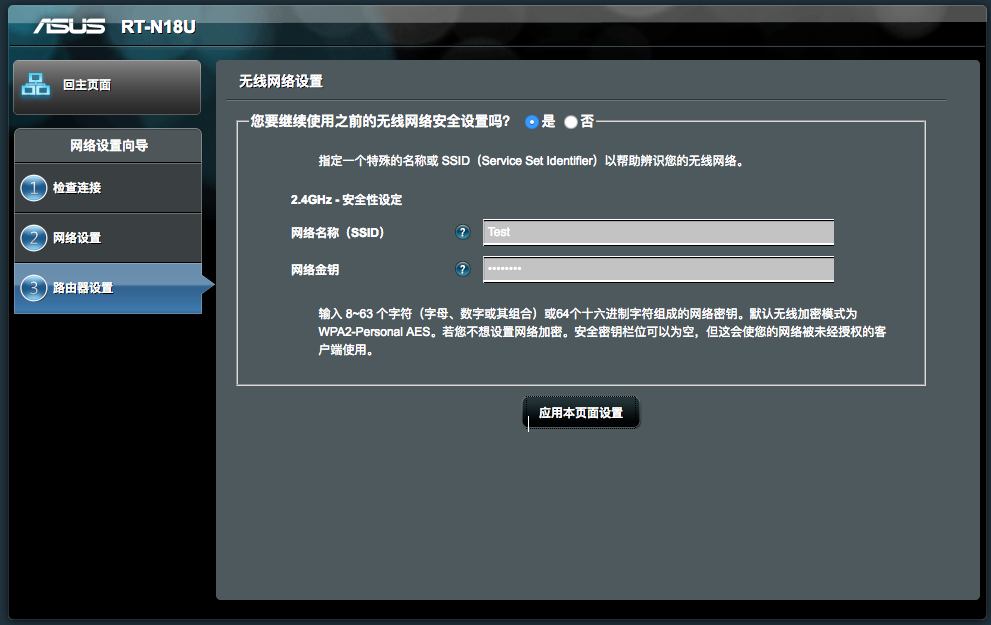 ASUS RT-N18U
回主页面
网络设置向导
1 检查连接
2 网络设置
3 路由器设置
无线网络设置
您要继续使用之前的无线网络安全设置吗? 是 否
指定一个特殊的名称或 SSID（Service Set Identifier）以帮助辨识您的无线网络。
2.4GHz - 安全性设定
网络名称（SSID） ? Test
网络金钥 ? ••••••••
输入 8~63 个字符（字母、数字或其组合）或64个十六进制字符组成的网络密钥。默认无线加密模式为
WPA2-Personal AES。若您不想设置网络加密。安全密钥栏位可以为空，但这会使您的网络被未经授权的客
户端使用。
应用本页面设置